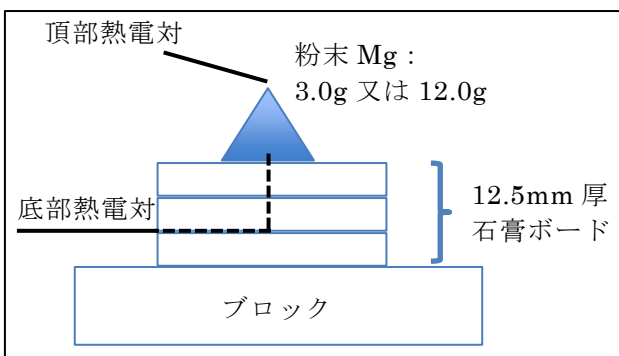 頂部熱電対
粉末 Mg：
3.0g 又は 12.0g
底部熱電対
12.5mm 厚
石膏ボード
ブロック